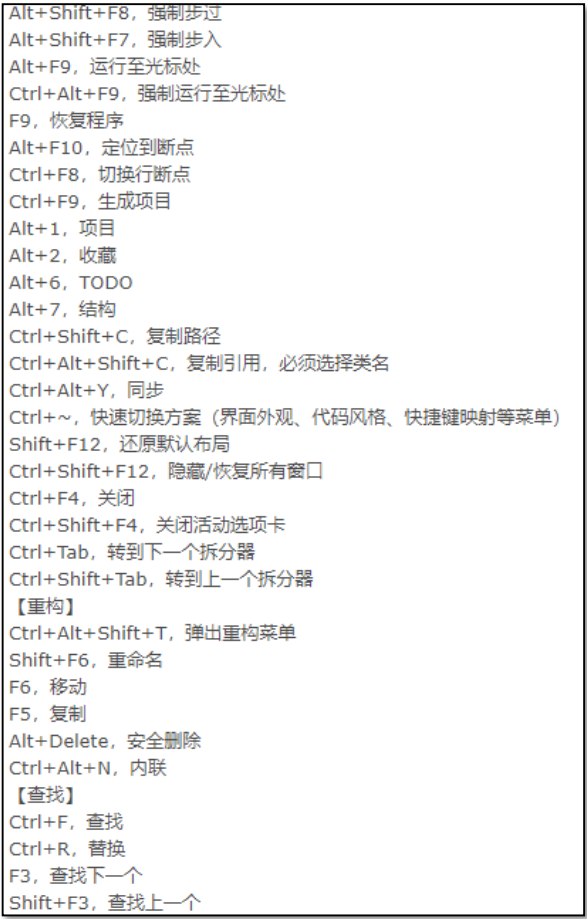 Alt+Shift+F8，强制步过
Alt+Shift+F7，强制步入
Alt+F9，运行至光标处
Ctrl+Alt+F9，强制运行至光标处
F9，恢复程序
Alt+F10，定位到断点
Ctrl+F8，切换行断点
Ctrl+F9，生成项目
Alt+1，项目
Alt+2，收藏
Alt+6，TODO
Alt+7，结构
Ctrl+Shift+C，复制路径
Ctrl+Alt+Shift+C，复制引用，必须选择类名
Ctrl+Alt+Y，同步
Ctrl+~，快速切换方案（界面外观、代码风格、快捷键映射等菜单）
Shift+F12，还原默认布局
Ctrl+Shift+F12，隐藏/恢复所有窗口
Ctrl+F4，关闭
Ctrl+Shift+F4，关闭活动选项卡
Ctrl+Tab，转到下一个拆分器
Ctrl+Shift+Tab，转到上一个拆分器
【重构】
Ctrl+Alt+Shift+T，弹出重构菜单
Shift+F6，重命名
F6，移动
F5，复制
Alt+Delete，安全删除
Ctrl+Alt+N，内联
【查找】
Ctrl+F，查找
Ctrl+R，替换
F3，查找下一个
Shift+F3，查找上一个